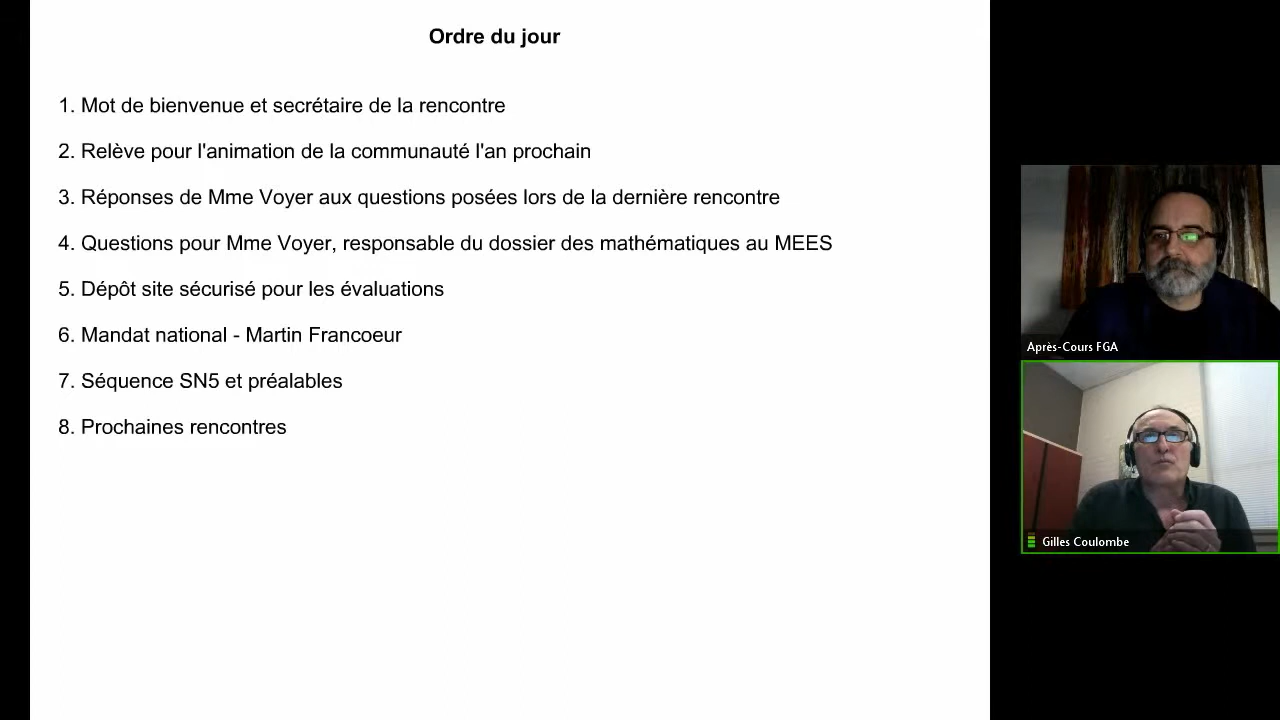 Ordre du jour
1. Mot de bienvenue et secrétaire de la rencontre
2. Relève pour l'animation de la communauté l'an prochain
3. Réponses de Mme Voyer aux questions posées lors de la dernière rencontre
4. Questions pour Mme Voyer, responsable du dossier des mathématiques au MEES
5. Dépôt site sécurisé pour les évaluations
6. Mandat national - Martin Francoeur
7. Séquence SN5 et préalables
8. Prochaines rencontres
Après-Cours FGA
Gilles Coulombe